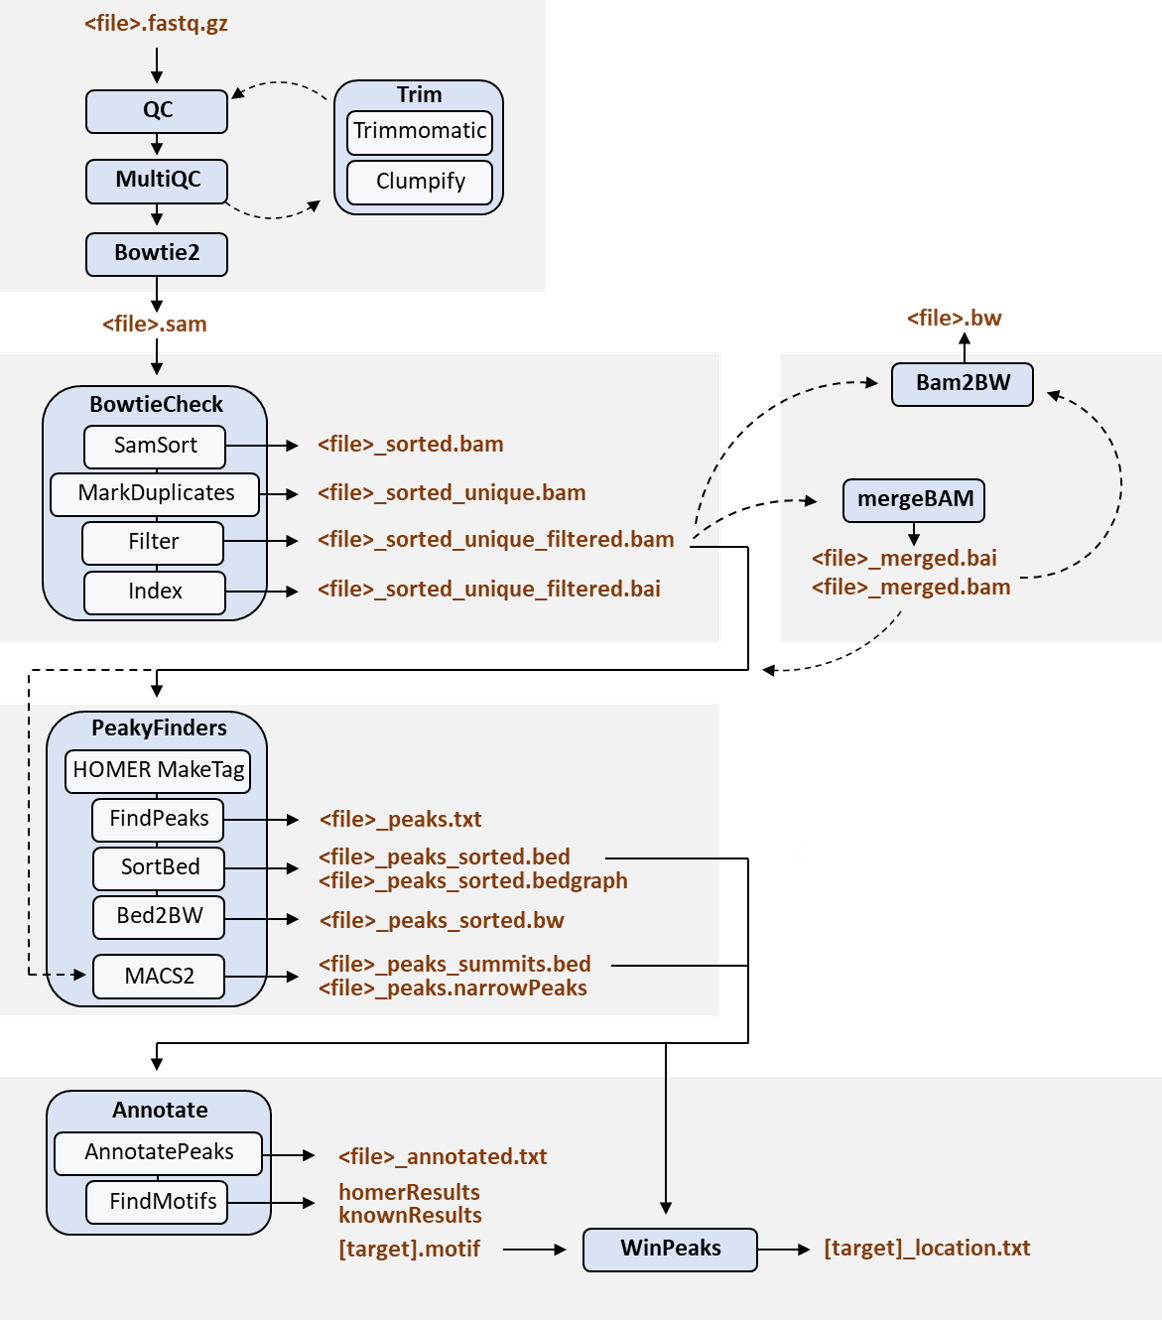 <file>.fastq.gz
QC
Trim
Trimmomatic
MultiQC
Clumpify
Bowtie2
<file>.sam
<file>.bw
Bam2BW
BowtieCheck
SamSort
<file>_sorted.bam
MarkDuplicates
<file>_sorted_unique.bam
mergeBAM
Filter
<file>_sorted_unique_filtered.bam
<file>_merged.bai
<file>_merged.bam
Index
<file>_sorted_unique_filtered.bai
PeakyFinders
HOMER MakeTag
FindPeaks
<file>_peaks.txt
SortBed
<file>_peaks_sorted.bed
<file>_peaks_sorted.bedgraph
Bed2BW
<file>_peaks_sorted.bw
MACS2
<file>_peaks_summits.bed
<file>_peaks.narrowPeaks
Annotate
AnnotatePeaks
<file>_annotated.txt
FindMotifs
homerResults
knownResults
[target].motif
WinPeaks
[target]_location.txt